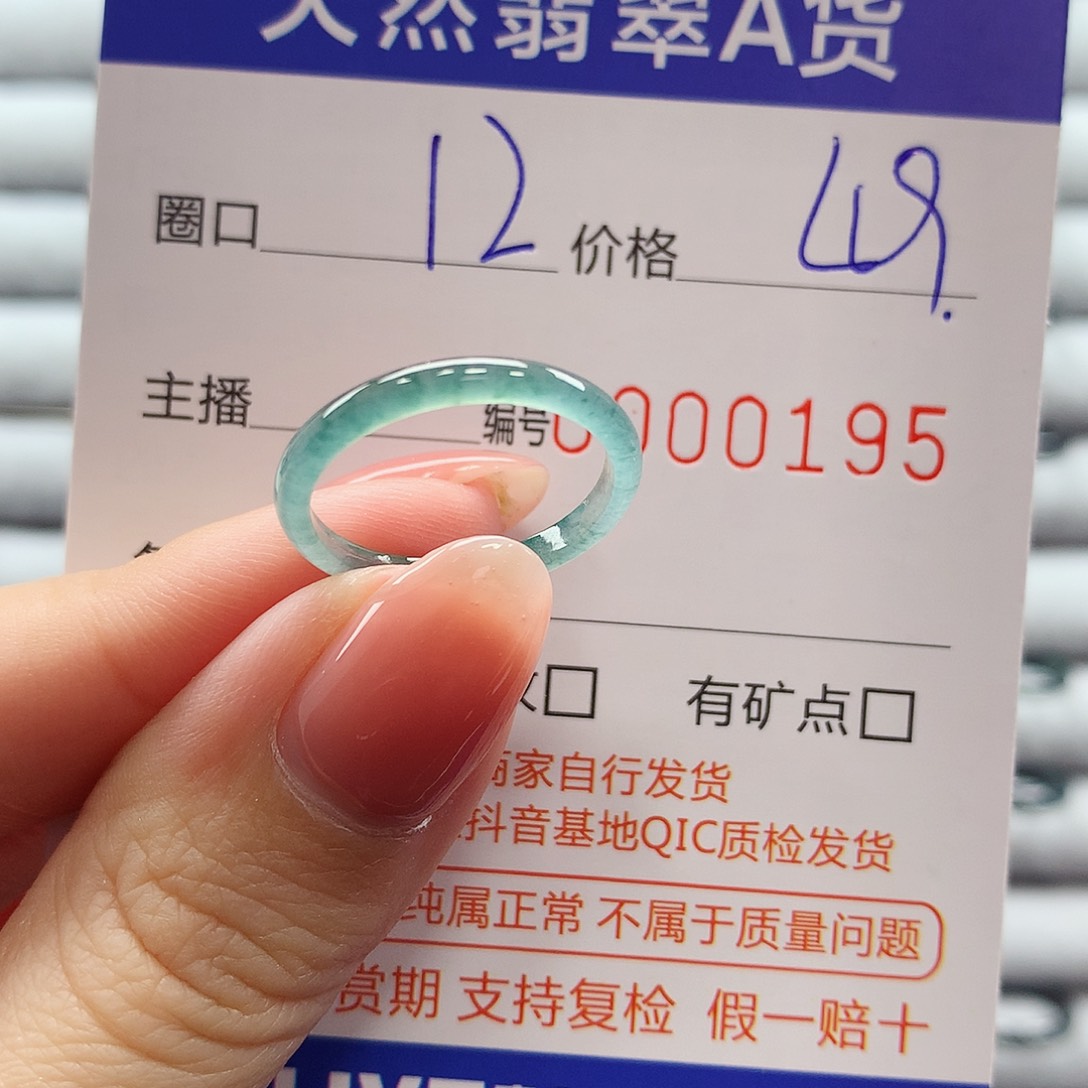 天然翡翠A货
圈口 12 价格 49.
主播 编号 0000195
有矿点
商家自行发货
抖音基地QIC质检发货
纯属正常 不属于质量问题
赏期 支持复检 假一赔十